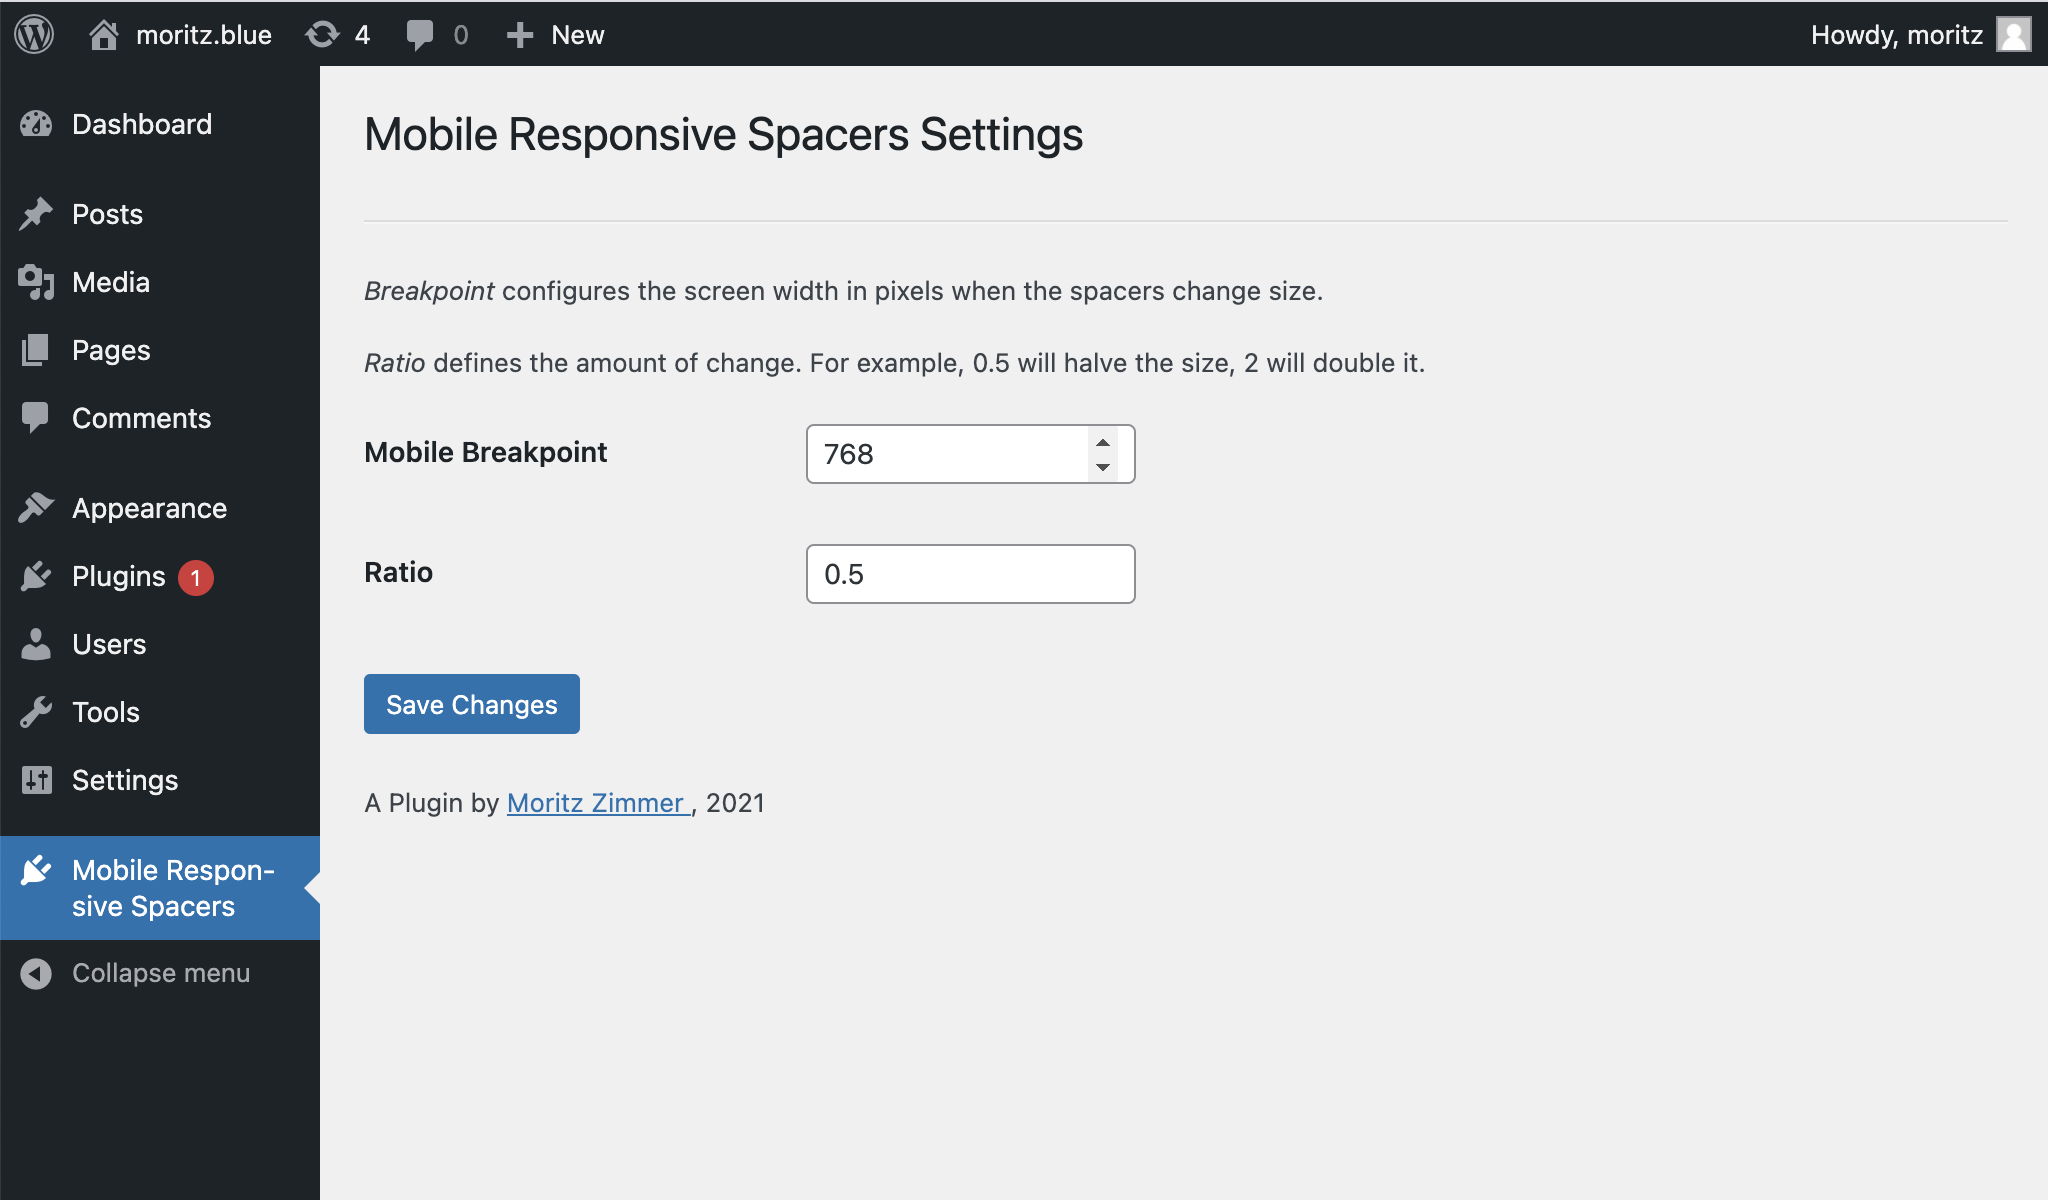 moritz.blue 4 0 New Howdy, moritz
Dashboard
Posts
Media
Pages
Comments
Appearance
Plugins 1
Users
Tools
Settings
Mobile Respon-
sive Spacers
Collapse menu
Mobile Responsive Spacers Settings
Breakpoint configures the screen width in pixels when the spacers change size.
Ratio defines the amount of change. For example, 0.5 will halve the size, 2 will double it.
Mobile Breakpoint 768
Ratio 0.5
Save Changes
A Plugin by Moritz Zimmer , 2021